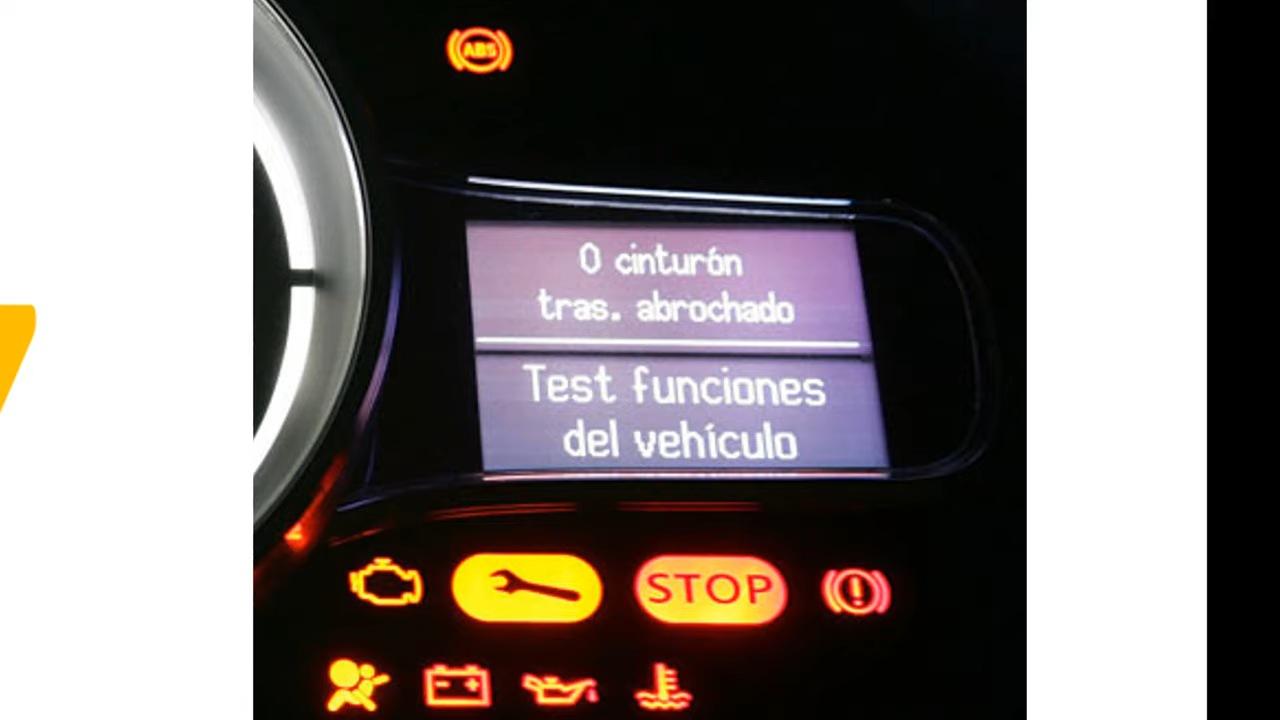 ABS
0 cinturón
tras. abrochado
Test funciones
del vehículo
STOP